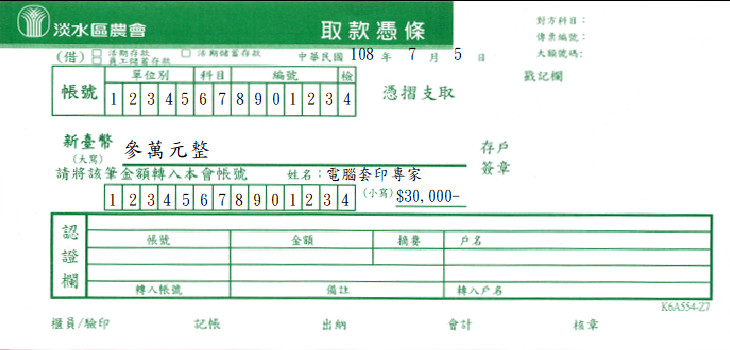 淡水區農會 取款憑條 對方科目:
傳票編號:
(借) □活期存款 □活期儲蓄存款 中華民國 108 年 7 月 5 日 大額號碼:
□員工儲蓄存款
戳記欄
單位別 科目 編號 檢
帳號 1 2 3 4 5 6 7 8 9 0 1 2 3 4 憑摺支取
新臺幣 參萬元整 存戶
(大寫) 簽章
請將該筆金額轉入本會帳號 姓名: 電腦套印專家
1 2 3 4 5 6 7 8 9 0 1 2 3 4 (小寫) $30,000-
認證欄
帳號 金額 摘要 戶名
轉入帳號 備註 轉入戶名
K6A554-Z7
櫃員/驗印 記帳 出納 會計 核章